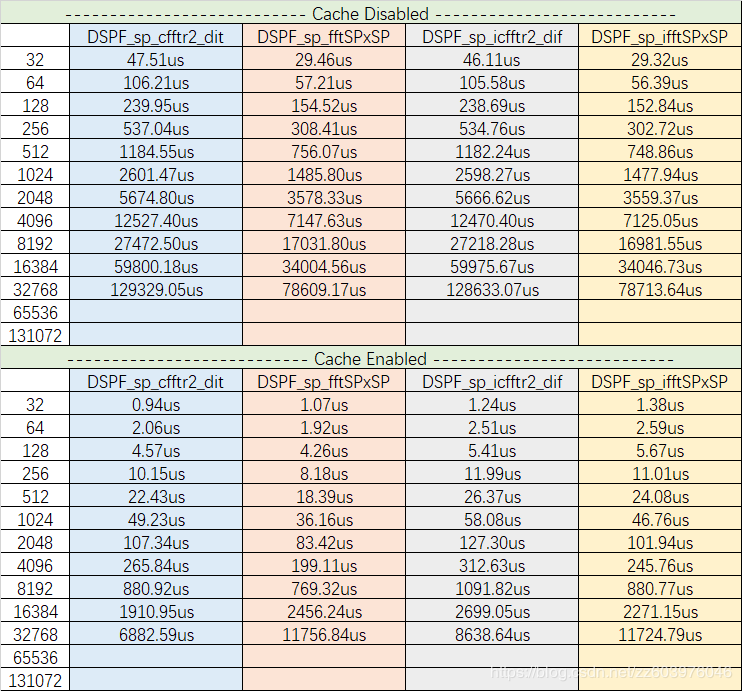 ------------------------- Cache Disabled -------------------------
DSPF_sp_cfftr2_dit DSPF_sp_fftSPxSP DSPF_sp_icfftr2_dif DSPF_sp_ifftSPxSP
32 47.51us 29.46us 46.11us 29.32us
64 106.21us 57.21us 105.58us 56.39us
128 239.95us 154.52us 238.69us 152.84us
256 537.04us 308.41us 534.76us 302.72us
512 1184.55us 756.07us 1182.24us 748.86us
1024 2601.47us 1485.80us 2598.27us 1477.94us
2048 5674.80us 3578.33us 5666.62us 3559.37us
4096 12527.40us 7147.63us 12470.40us 7125.05us
8192 27472.50us 17031.80us 27218.28us 16981.55us
16384 59800.18us 34004.56us 59975.67us 34046.73us
32768 129329.05us 78609.17us 128633.07us 78713.64us
65536
131072
------------------------- Cache Enabled -------------------------
DSPF_sp_cfftr2_dit DSPF_sp_fftSPxSP DSPF_sp_icfftr2_dif DSPF_sp_ifftSPxSP
32 0.94us 1.07us 1.24us 1.38us
64 2.06us 1.92us 2.51us 2.59us
128 4.57us 4.26us 5.41us 5.67us
256 10.15us 8.18us 11.99us 11.01us
512 22.43us 18.39us 26.37us 24.08us
1024 49.23us 36.16us 58.08us 46.76us
2048 107.34us 83.42us 127.30us 101.94us
4096 265.84us 199.11us 312.63us 245.76us
8192 880.92us 769.32us 1091.82us 880.77us
16384 1910.95us 2456.24us 2699.05us 2271.15us
32768 6882.59us 11756.84us 8638.64us 11724.79us
65536
131072